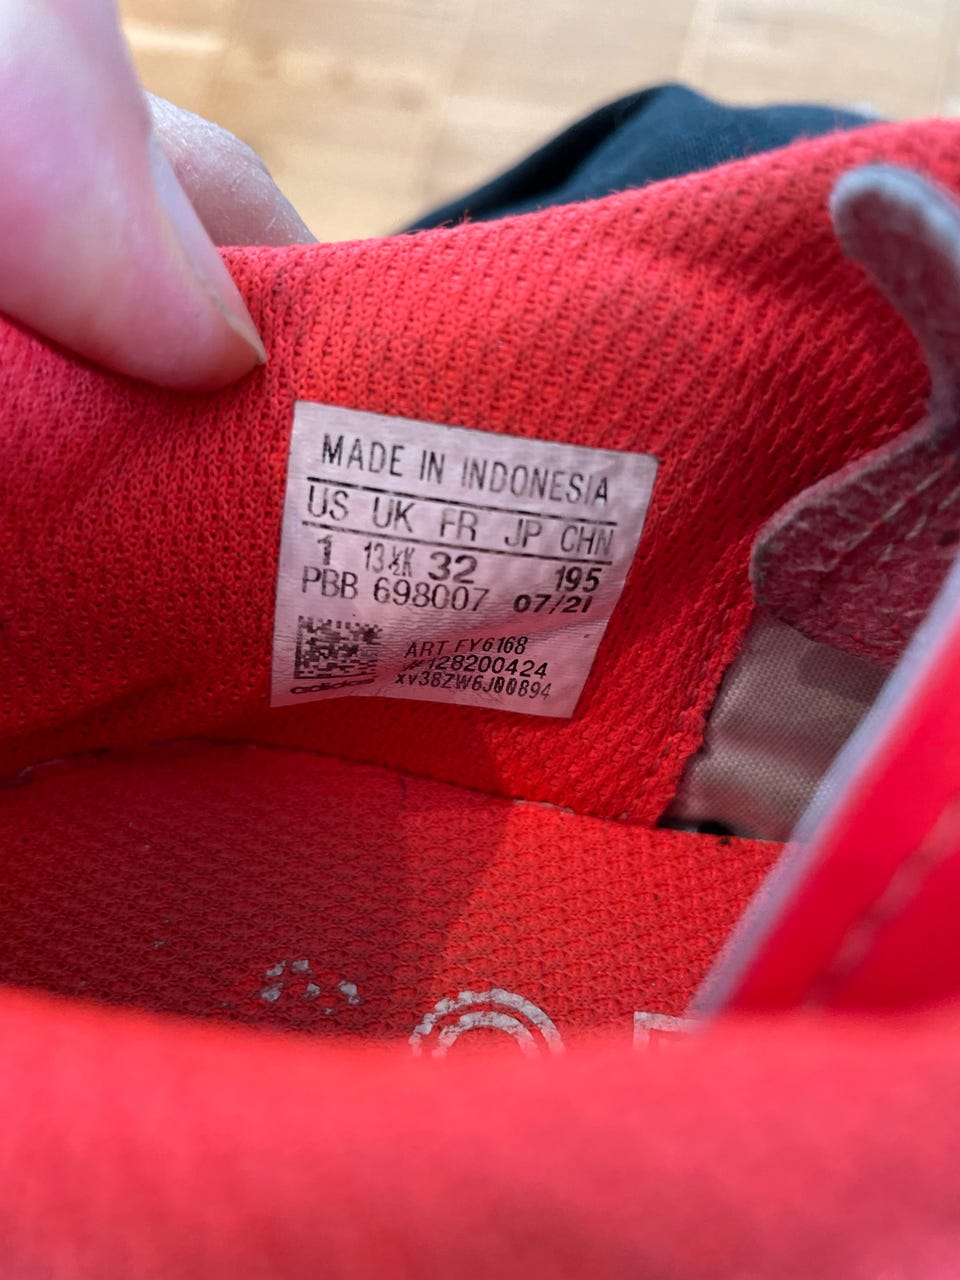 MADE IN INDONESIA
US UK FR JP CHN
1 13½K 32 195
PBB 698007 07/21
ART FY6168
#128200424
xv38ZW6J00894